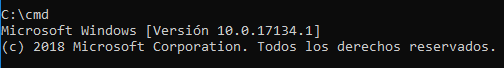 C:\cmd
Microsoft Windows [Versión 10.0.17134.1]
(c) 2018 Microsoft Corporation. Todos los derechos reservados.